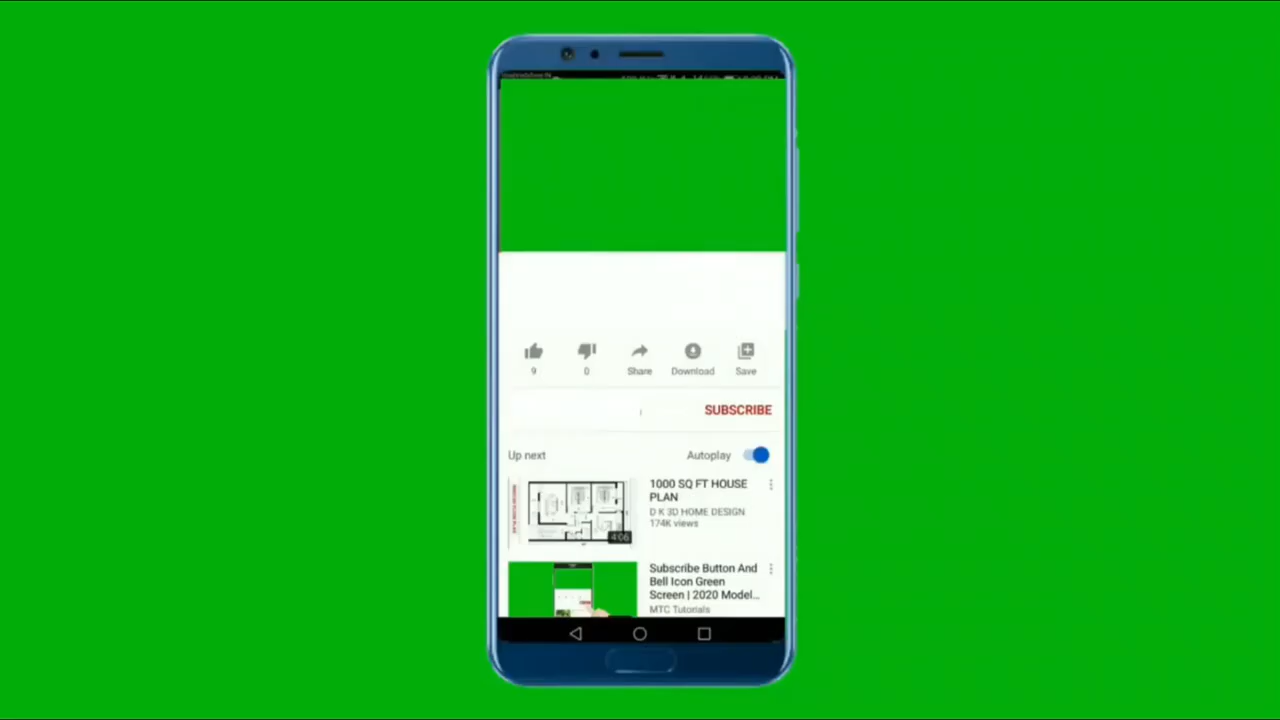 9
0
Share
Download
Save
SUBSCRIBE
Up next
Autoplay
1000 SQ FT HOUSE
PLAN
D K 3D HOME DESIGN
174K views
4:06
Subscribe Button And
Bell Icon Green
Screen | 2020 Model...
MTC Tutorials